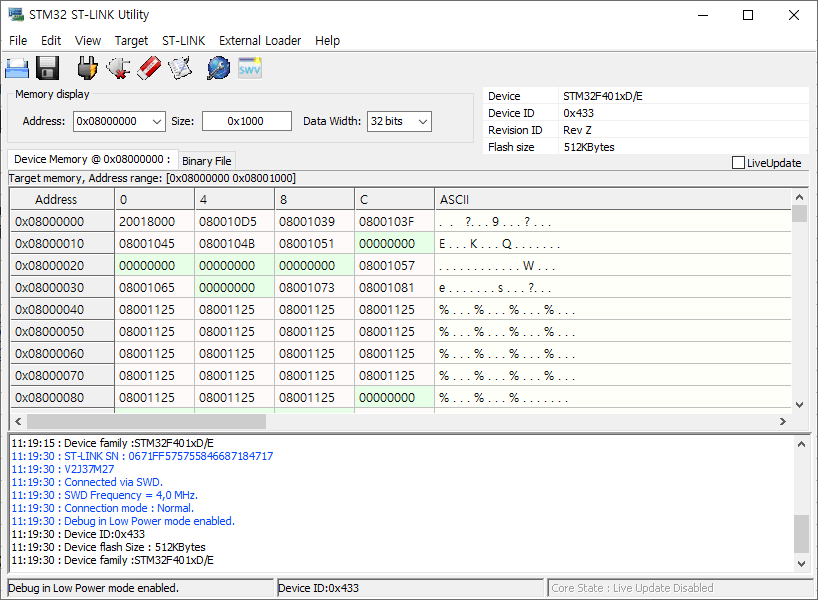 STM32 ST-LINK Utility
File Edit View Target ST-LINK External Loader Help
SWV
Memory display
Address: 0x08000000 Size: 0x1000 Data Width: 32 bits
Device STM32F401xD/E
Device ID 0x433
Revision ID Rev Z
Flash size 512KBytes
Device Memory @ 0x08000000 : Binary File LiveUpdate
Target memory, Address range: [0x08000000 0x08001000]
Address 0 4 8 C ASCII
0x08000000 20018000 080010D5 08001039 0800103F . . ?. . . 9 . . . ? . . .
0x08000010 08001045 0800104B 08001051 00000000 E . . . K . . . Q . . . . . . .
0x08000020 00000000 00000000 00000000 08001057 . . . . . . . . . . . . W . . .
0x08000030 08001065 00000000 08001073 08001081 e . . . . . . . s . . . ?. . .
0x08000040 08001125 08001125 08001125 08001125 % . . . % . . . % . . . % . . .
0x08000050 08001125 08001125 08001125 08001125 % . . . % . . . % . . . % . . .
0x08000060 08001125 08001125 08001125 08001125 % . . . % . . . % . . . % . . .
0x08000070 08001125 08001125 08001125 08001125 % . . . % . . . % . . . % . . .
0x08000080 08001125 08001125 08001125 00000000 % . . . % . . . % . . . . . . .
11:19:15 : Device family :STM32F401xD/E
11:19:30 : ST-LINK SN : 0671FF575755846687184717
11:19:30 : V2J37M27
11:19:30 : Connected via SWD.
11:19:30 : SWD Frequency = 4,0 MHz.
11:19:30 : Connection mode : Normal.
11:19:30 : Debug in Low Power mode enabled.
11:19:30 : Device ID:0x433
11:19:30 : Device flash Size : 512KBytes
11:19:30 : Device family :STM32F401xD/E
Debug in Low Power mode enabled. Device ID:0x433 Core State : Live Update Disabled